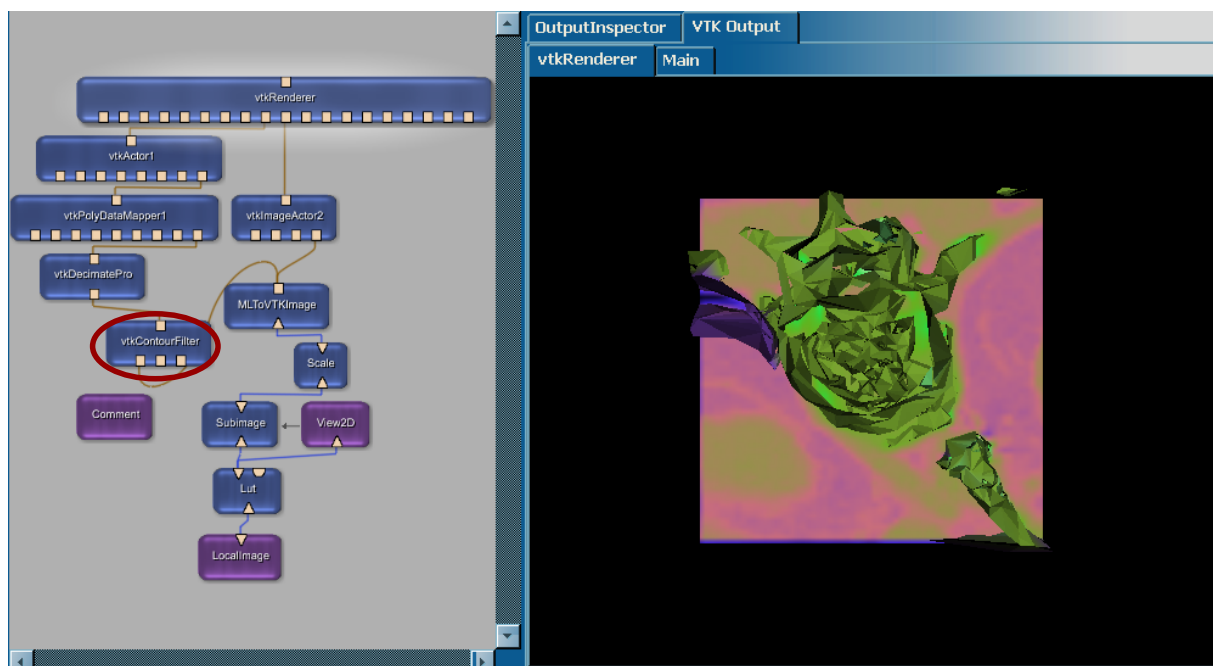 OutputInspector VTK Output
vtkRenderer Main
vtkRenderer
vtkActor1
vtkPolyDataMapper1 vtkImageActor2
vtkDecimatePro
MLToVTKImage
vtkContourFilter
Scale
Comment
Subimage View2D
Lut
LocalImage